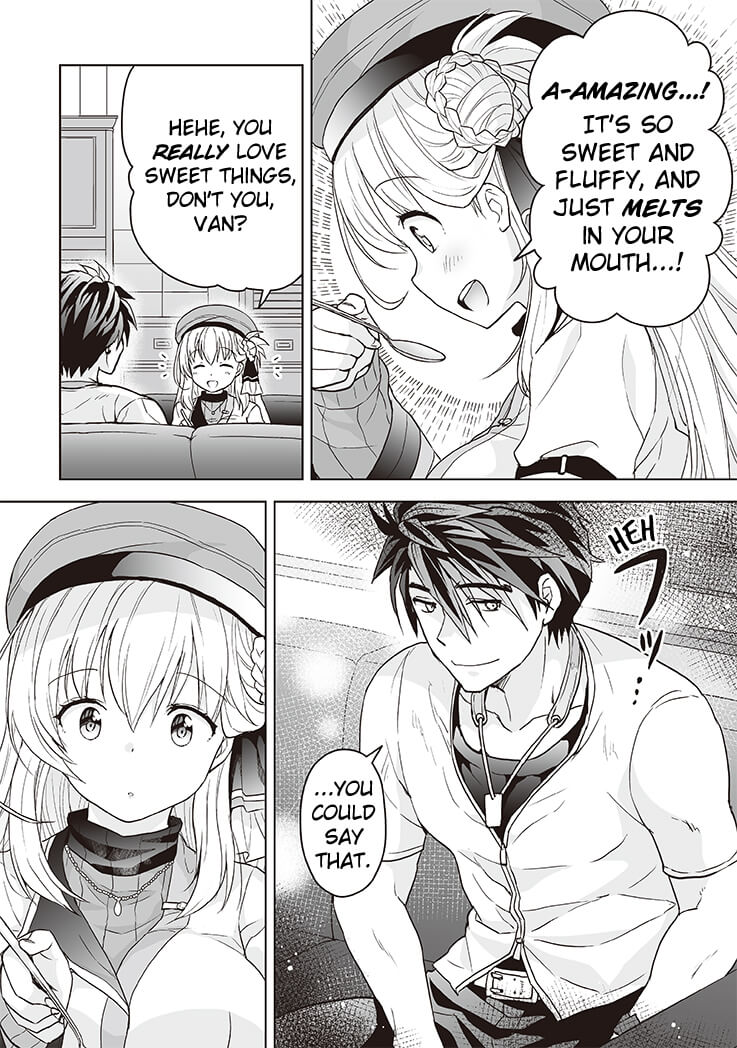 A-AMAZING...!
IT'S SO
SWEET AND
FLUFFY, AND
JUST MELTS
IN YOUR
MOUTH...!
HEHE, YOU
REALLY LOVE
SWEET THINGS,
DON'T YOU,
VAN?
HEH
フッ…
...YOU
COULD
SAY
THAT.